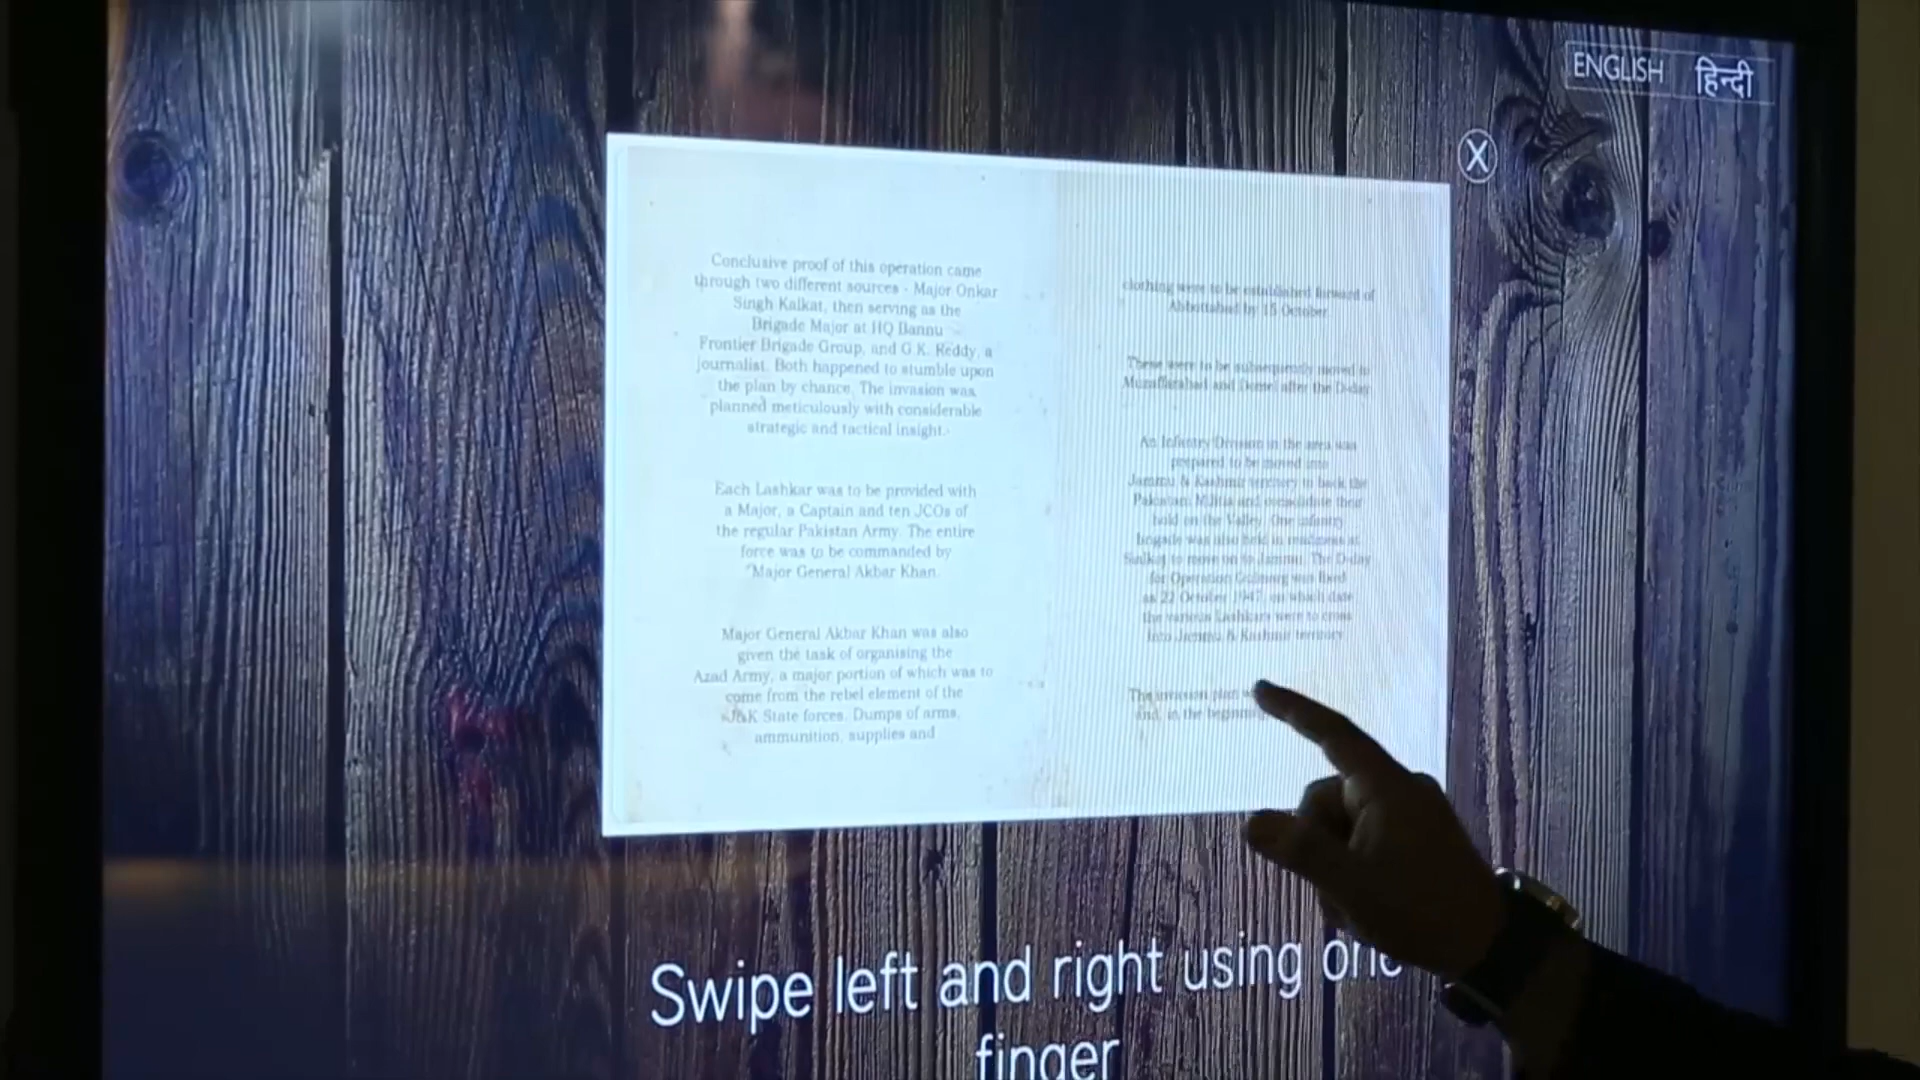 ENGLISH हिन्दी
X
Conclusive proof of this operation came
through two different sources - Major Onkar
Singh Kalkat, then serving as the
Brigade Major at HQ Bannu
Frontier Brigade Group, and G.K. Reddy, a
journalist. Both happened to stumble upon
the plan by chance. The invasion was
planned meticulously with considerable
strategic and tactical insight.
Each Lashkar was to be provided with
a Major, a Captain and ten JCOs of
the regular Pakistan Army. The entire
force was to be commanded by
"Major General Akbar Khan.
Major General Akbar Khan was also
given the task of organising the
Azad Army, a major portion of which was to
come from the rebel element of the
J&K State forces. Dumps of arms,
ammunition, supplies and
clothing were to be established forward of
Abbottabad by 15 October.
These were to be subsequently moved to
Muzaffarabad and Domel after the D-day
An Infantry Division in the area was
prepared to be moved into
Jammu & Kashmir territory to back the
Pakistani Militia and consolidate their
hold on the Valley. One infantry
brigade was also held in readiness at
Sialkot to move on to Jammu. The D-day
for Operation Gulmarg was fixed
as 22 October 1947, on which date
the various Lashkars were to cross
into Jammu & Kashmir territory
The invasion plan
and, in the
Swipe left and right using one
finger